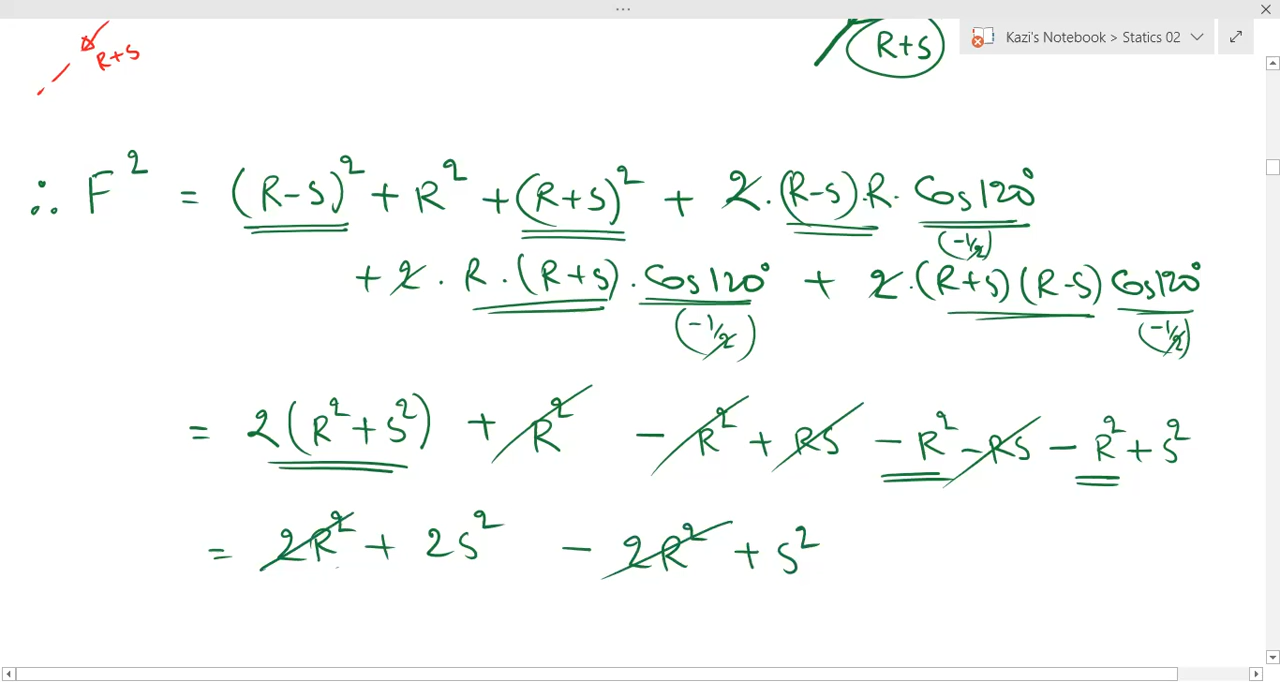 Kazi's Notebook > Statics 02
R+S
R+S
∴ F² = (R-S)² + R² + (R+S)² + 2.(R-S).R. Cos120°
(-1/2)
+ 2. R.(R+S). Cos120° + 2.(R+S)(R-S) Cos120°
(-1/2) (-1/2)
= 2(R²+S²) + R² - R² + RS - R² - RS - R² + S²
= 2R² + 2S² - 2R² + S²